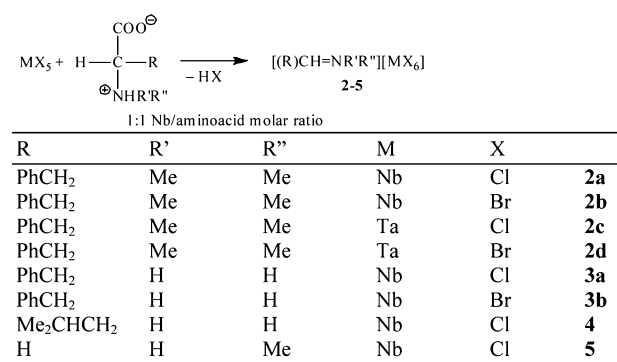 COO⊖
MX5 + H—C—R [(R)CH=NR'R"][MX6]
– HX
⊕NHR'R" 2-5
1:1 Nb/aminoacid molar ratio
R R’ R” M X
PhCH2 Me Me Nb Cl 2a
PhCH2 Me Me Nb Br 2b
PhCH2 Me Me Ta Cl 2c
PhCH2 Me Me Ta Br 2d
PhCH2 H H Nb Cl 3a
PhCH2 H H Nb Br 3b
Me2CHCH2 H H Nb Cl 4
H H Me Nb Cl 5